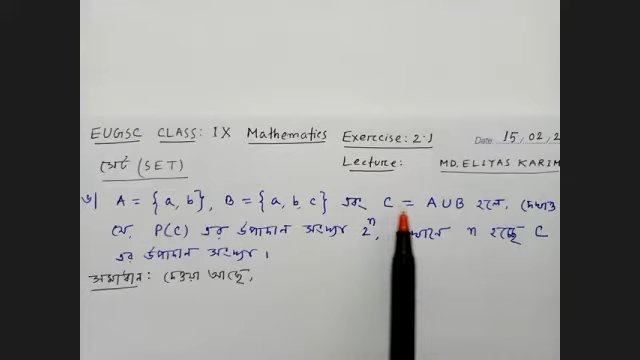 EUGSC CLASS: IX Mathematics Exerccise: 2.1 Date 15, 02, 2
সেট (SET) Lecture: MD. ELIYAS KARIM
৬| A = {a, b}, B = {a, b, c} এবং C = A∪B হলে, দেখাও
যে P(C) এর উপাদান সংখ্যা 2ⁿ, n হচ্ছে C
এর উপাদান সংখ্যা।
সমাধান: দেওয়া আছে,